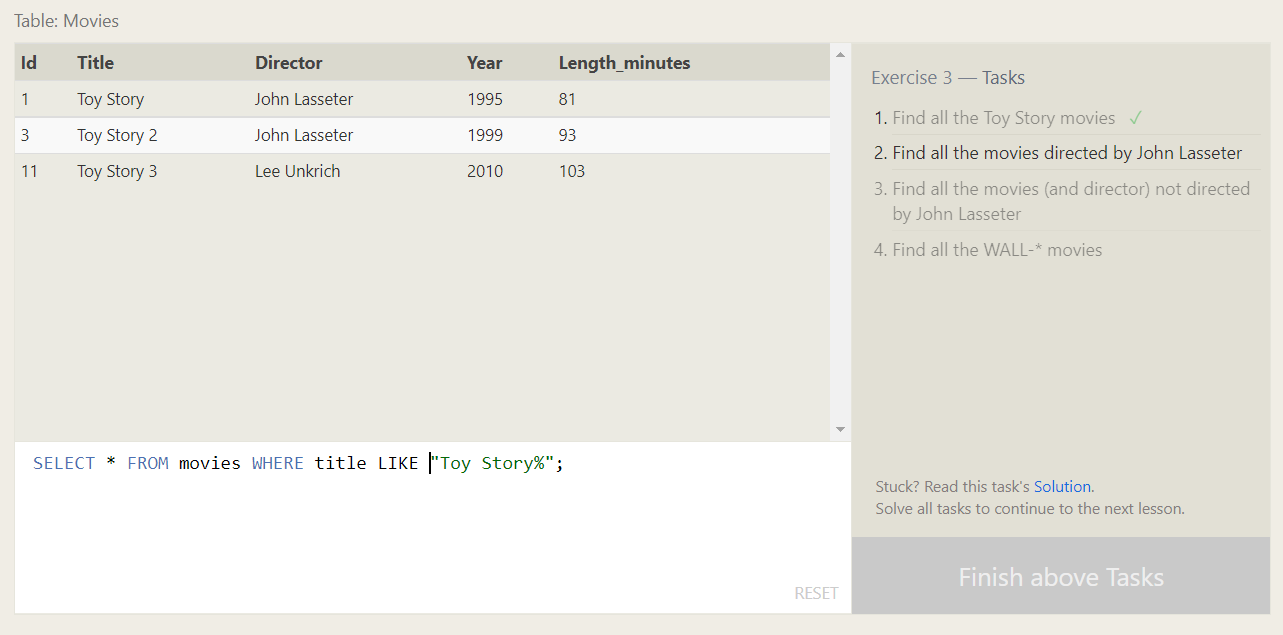 Table: Movies
Id Title Director Year Length_minutes
1 Toy Story John Lasseter 1995 81
3 Toy Story 2 John Lasseter 1999 93
11 Toy Story 3 Lee Unkrich 2010 103
SELECT * FROM movies WHERE title LIKE "Toy Story%";
RESET
Exercise 3 — Tasks
1. Find all the Toy Story movies ✓
2. Find all the movies directed by John Lasseter
3. Find all the movies (and director) not directed
by John Lasseter
4. Find all the WALL-* movies
Stuck? Read this task's Solution.
Solve all tasks to continue to the next lesson.
Finish above Tasks